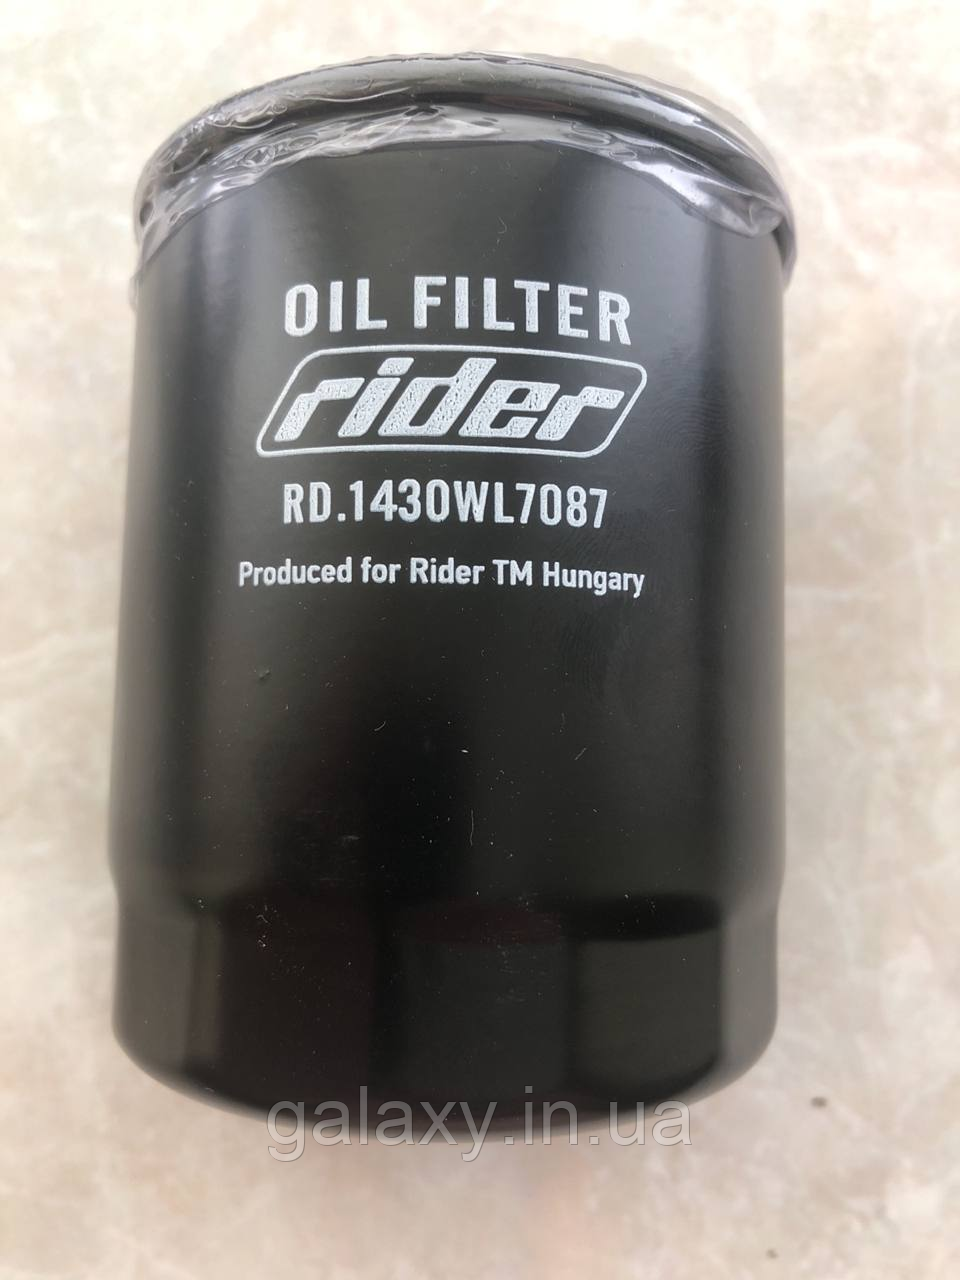 OIL FILTER
rider
RD.1430WL7087
Produced for Rider TM Hungary
galaxy.in.ua